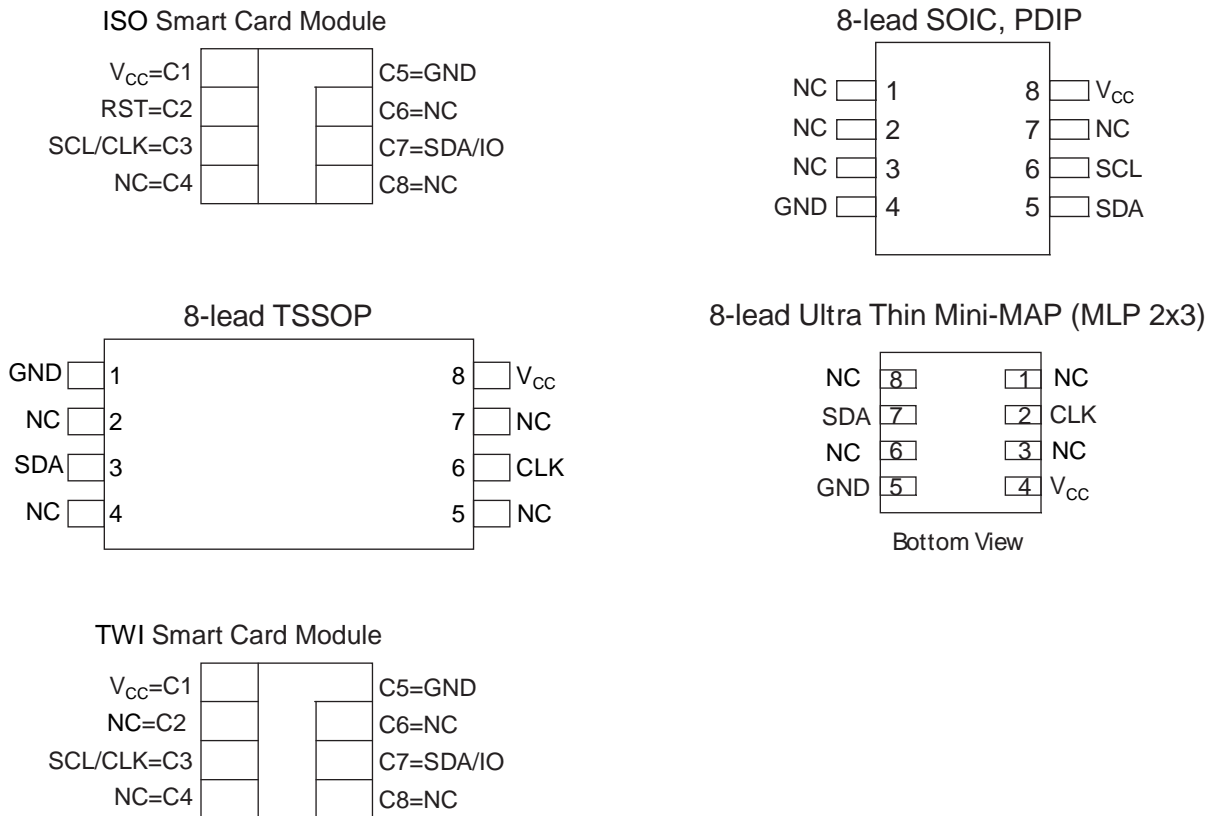 ISO Smart Card Module
VCC=C1 C5=GND
RST=C2 C6=NC
SCL/CLK=C3 C7=SDA/IO
NC=C4 C8=NC
8-lead SOIC, PDIP
NC 1 8 VCC
NC 2 7 NC
NC 3 6 SCL
GND 4 5 SDA
8-lead TSSOP
GND 1 8 VCC
NC 2 7 NC
SDA 3 6 CLK
NC 4 5 NC
8-lead Ultra Thin Mini-MAP (MLP 2x3)
NC 8 1 NC
SDA 7 2 CLK
NC 6 3 NC
GND 5 4 VCC
Bottom View
TWI Smart Card Module
VCC=C1 C5=GND
NC=C2 C6=NC
SCL/CLK=C3 C7=SDA/IO
NC=C4 C8=NC